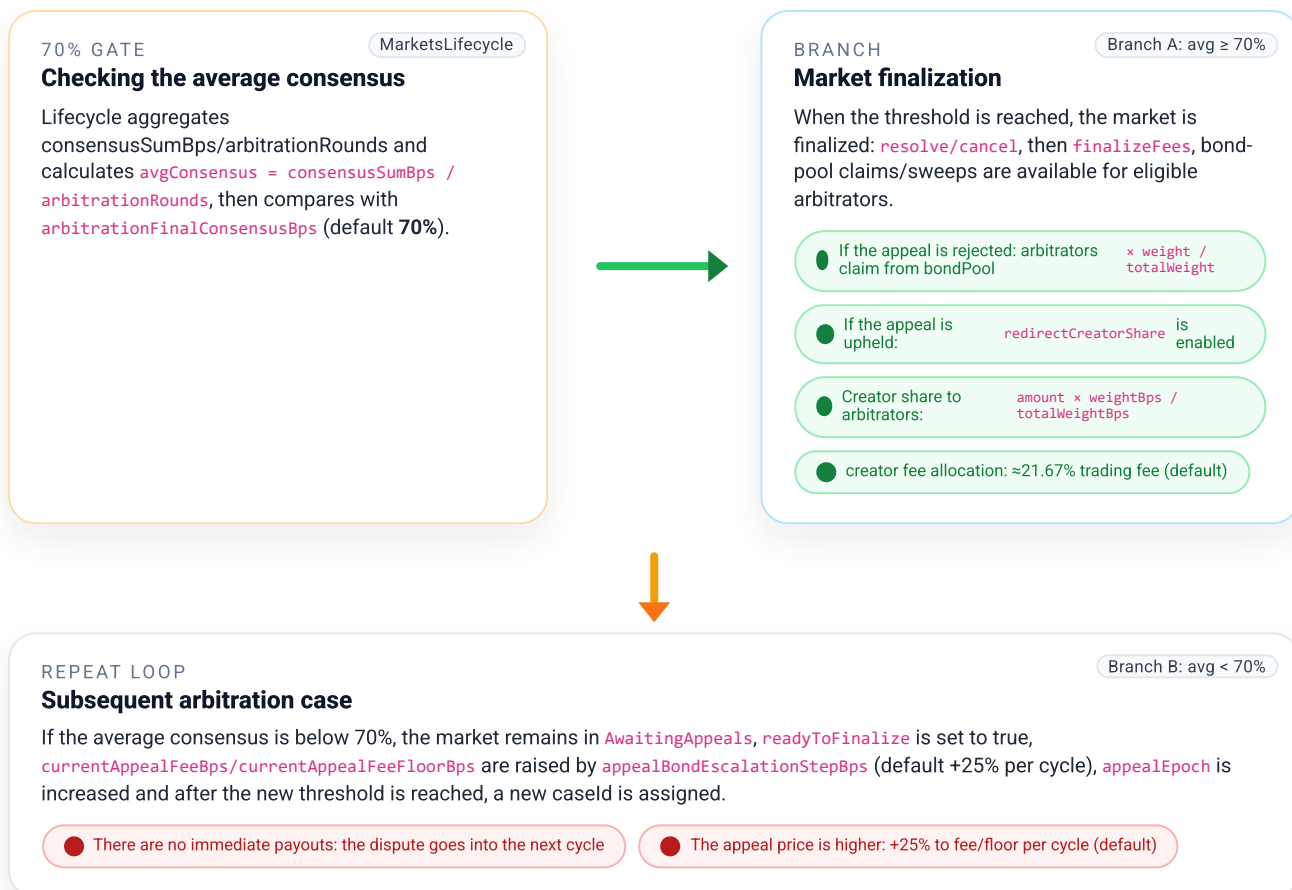 70% GATE
MarketsLifecycle
Checking the average consensus
Lifecycle aggregates
consensusSumBps/arbitrationRounds and
calculates avgConsensus = consensusSumBps /
arbitrationRounds, then compares with
arbitrationFinalConsensusBps (default 70%).
BRANCH
Branch A: avg ≥ 70%
Market finalization
When the threshold is reached, the market is
finalized: resolve/cancel, then finalizeFees, bond-
pool claims/sweeps are available for eligible
arbitrators.
If the appeal is rejected: arbitrators
claim from bondPool
× weight /
totalWeight
If the appeal is
upheld:
redirectCreatorShare
is
enabled
Creator share to
arbitrators:
amount × weightBps /
totalWeightBps
creator fee allocation: ≈21.67% trading fee (default)
REPEAT LOOP
Branch B: avg < 70%
Subsequent arbitration case
If the average consensus is below 70%, the market remains in AwaitingAppeals, readyToFinalize is set to true,
currentAppealFeeBps/currentAppealFeeFloorBps are raised by appealBondEscalationStepBps (default +25% per cycle), appealEpoch is
increased and after the new threshold is reached, a new caseId is assigned.
There are no immediate payouts: the dispute goes into the next cycle
The appeal price is higher: +25% to fee/floor per cycle (default)